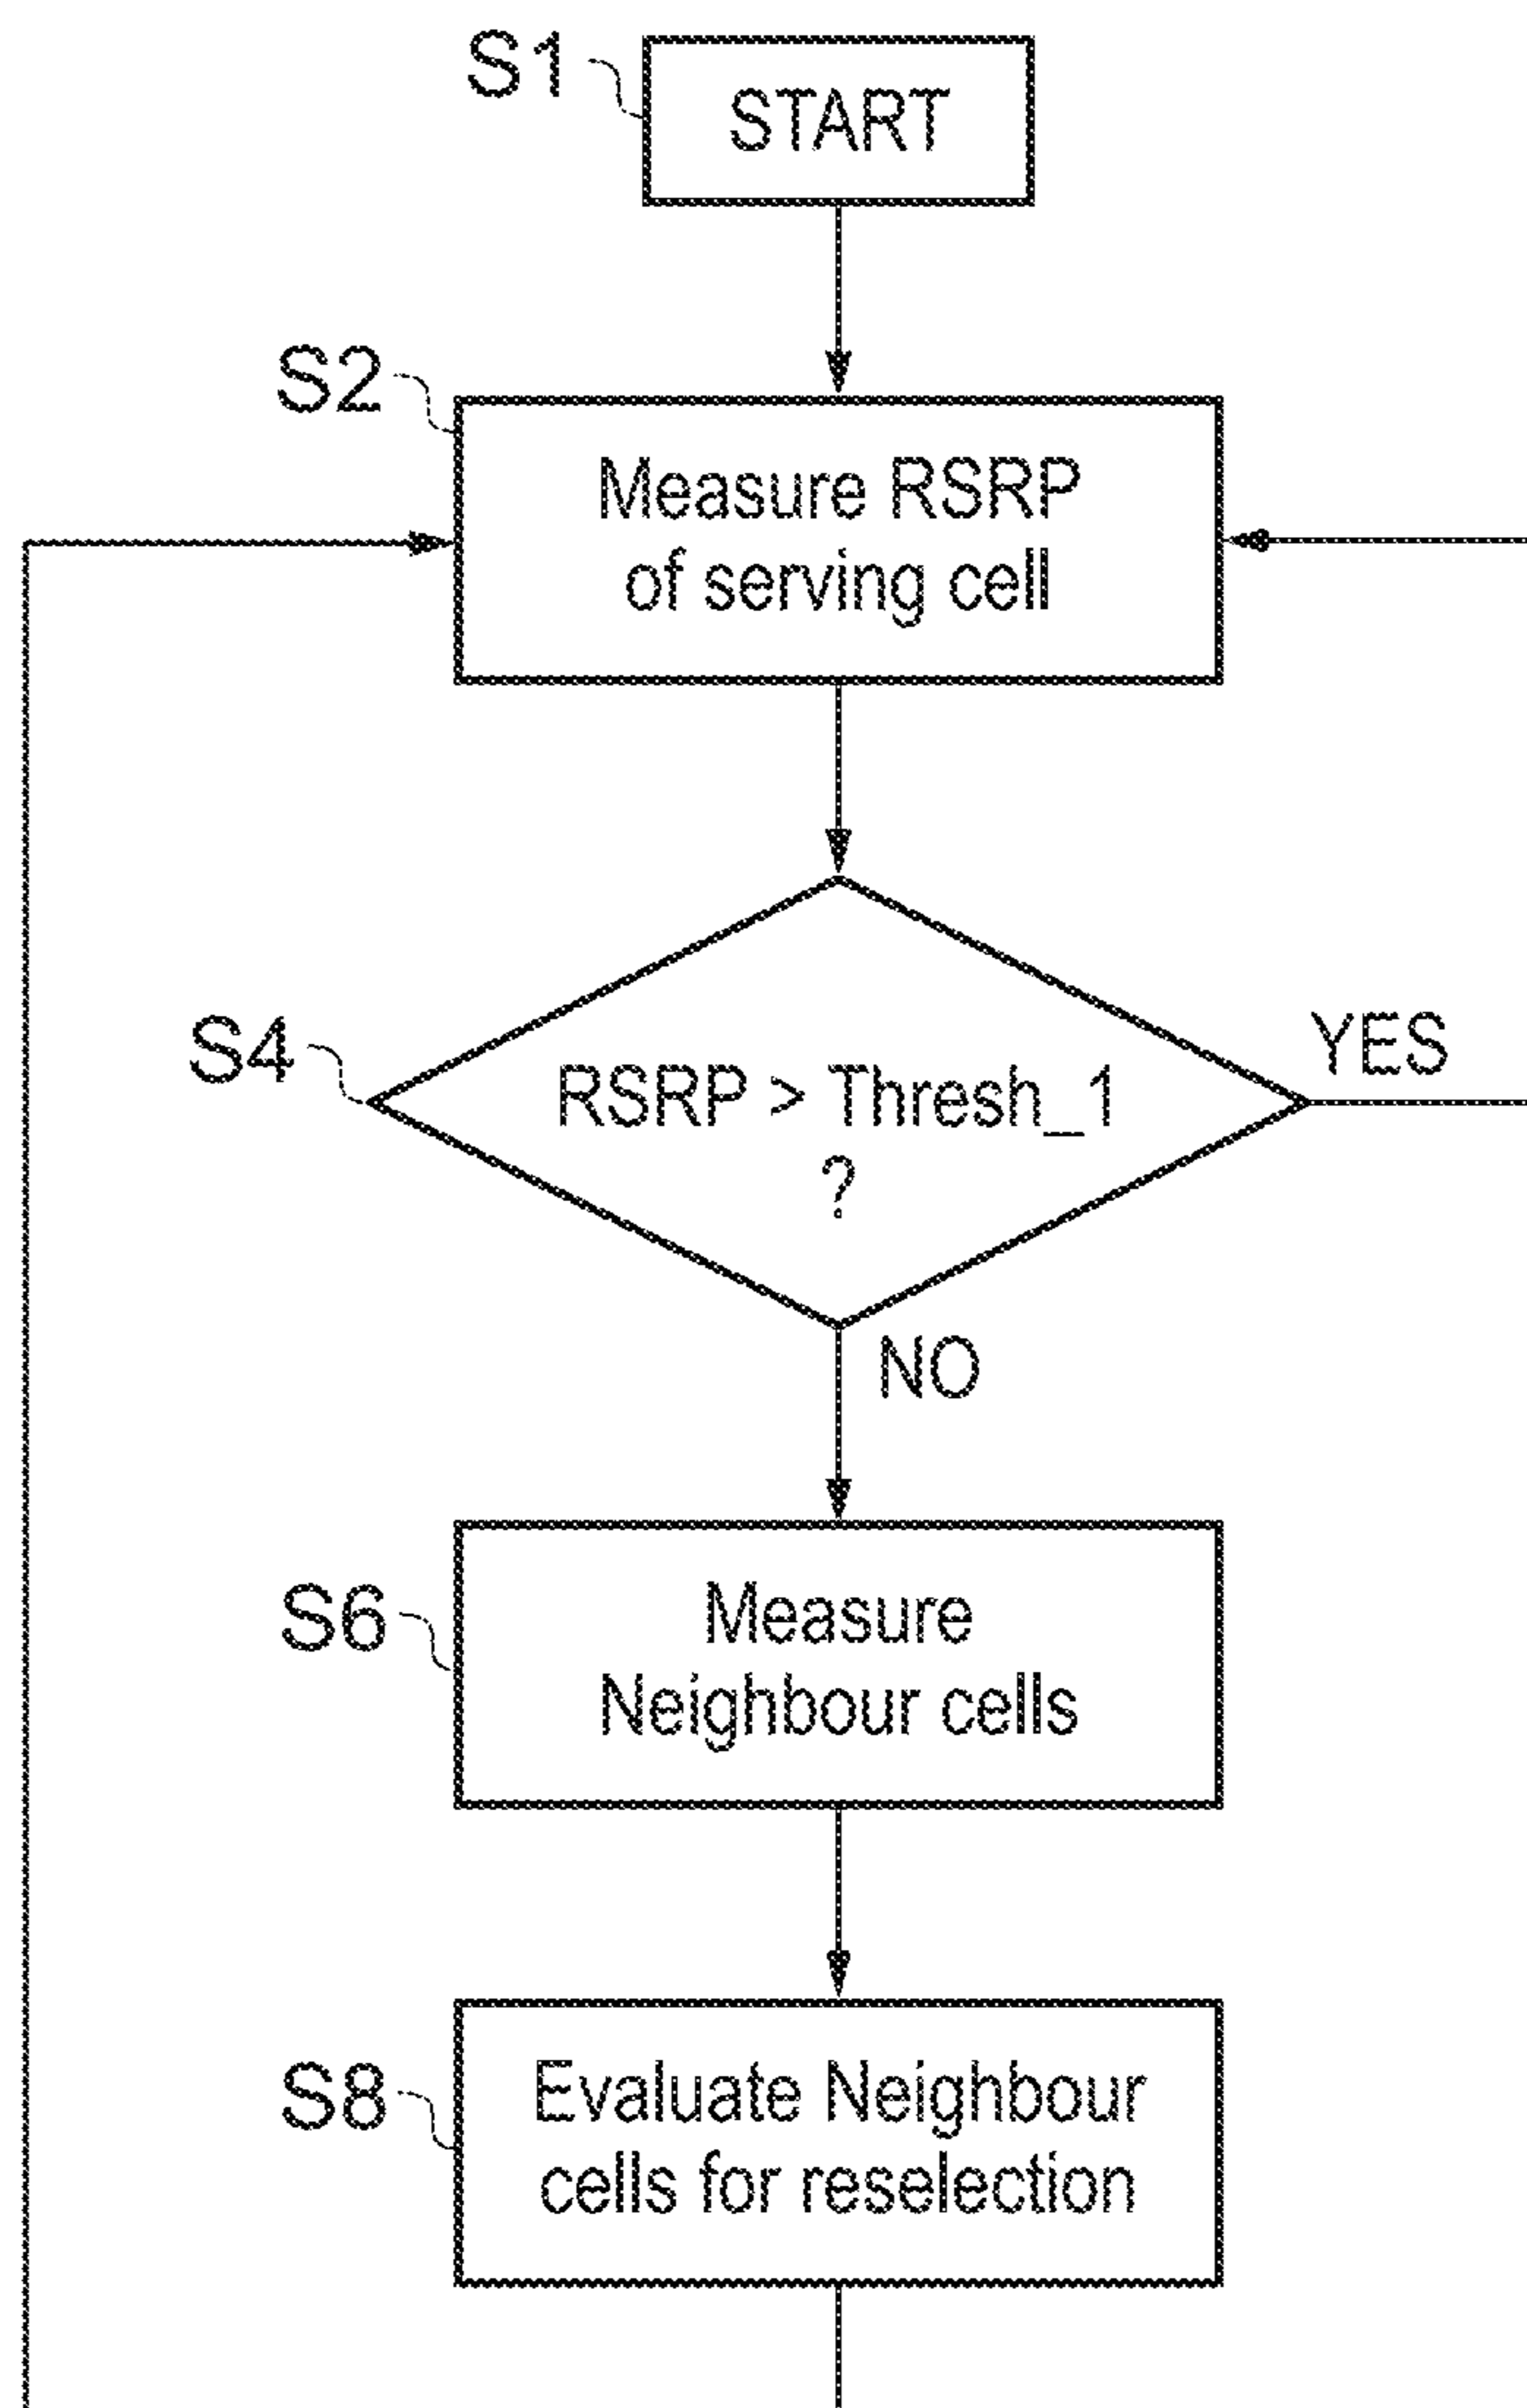 S1
START
S2
Measure RSRP
of serving cell
S4
RSRP > Thresh_1
?
YES
NO
S6
Measure
Neighbour cells
S8
Evaluate Neighbour
cells for reselection